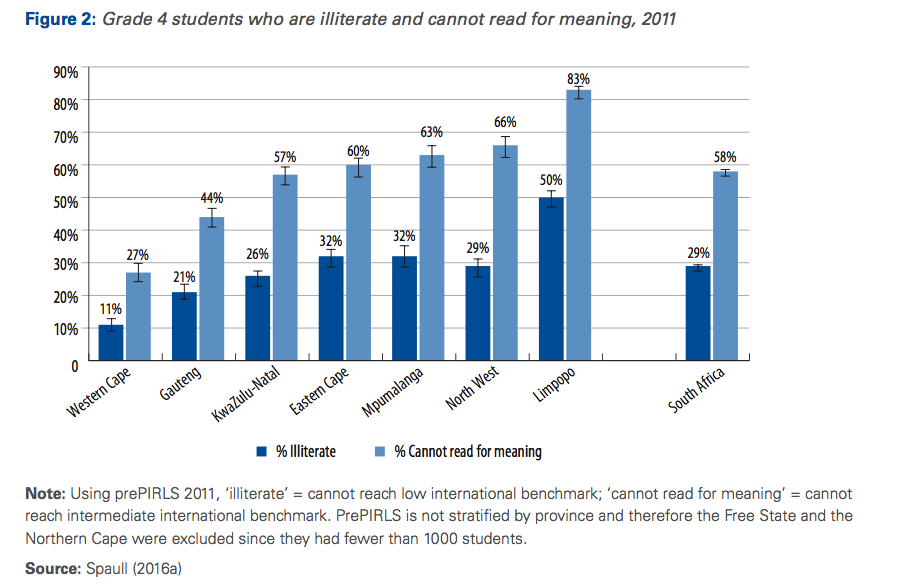 Figure 2: Grade 4 students who are illiterate and cannot read for meaning, 2011
90%
80%
70%
60%
50%
40%
30%
20%
10%
0
11%
27%
21%
44%
26%
57%
32%
60%
32%
63%
29%
66%
50%
83%
29%
58%
Western Cape
Gauteng
KwaZulu-Natal
Eastern Cape
Mpumalanga
North West
Limpopo
South Africa
% Illiterate
% Cannot read for meaning
Note: Using prePIRLS 2011, ‘illiterate’ = cannot reach low international benchmark; ‘cannot read for meaning’ = cannot
reach intermediate international benchmark. PrePIRLS is not stratified by province and therefore the Free State and the
Northern Cape were excluded since they had fewer than 1000 students.
Source: Spaull (2016a)